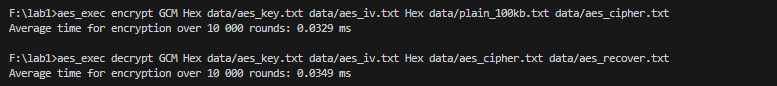 F:\lab1>aes_exec encrypt GCM Hex data/aes_key.txt data/aes_iv.txt Hex data/plain_100kb.txt data/aes_cipher.txt
Average time for encryption over 10 000 rounds: 0.0329 ms
F:\lab1>aes_exec decrypt GCM Hex data/aes_key.txt data/aes_iv.txt Hex data/aes_cipher.txt data/aes_recover.txt
Average time for encryption over 10 000 rounds: 0.0349 ms